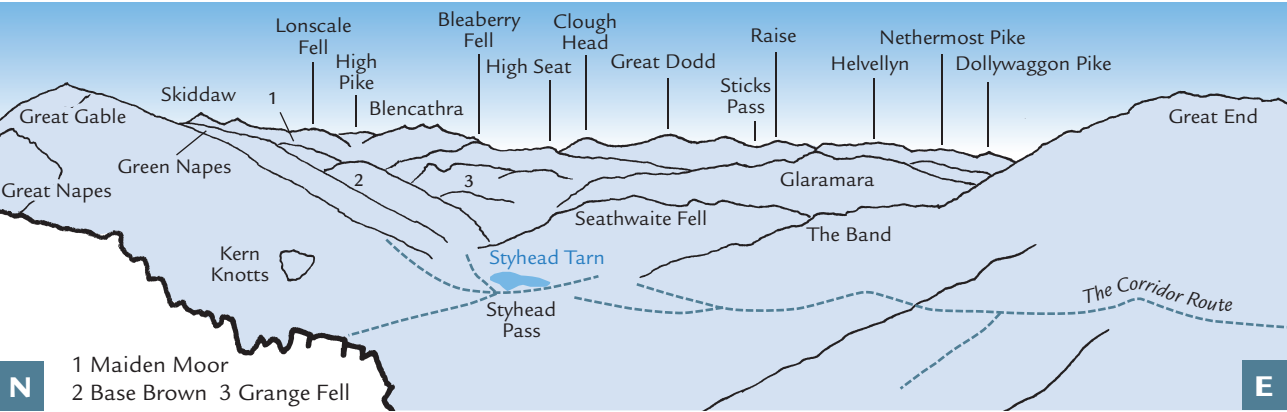 Lonscale
Fell
High
Pike
Bleaberry
Fell
High Seat
Clough
Head
Great Dodd
Raise
Sticks
Pass
Nethermost Pike
Helvellyn
Dollywaggon Pike
Skiddaw
1
Blencathra
Great Gable
Great End
Green Napes
2
3
Glaramara
Great Napes
Seathwaite Fell
The Band
Kern
Knotts
Styhead Tarn
Styhead
Pass
The Corridor Route
1 Maiden Moor
2 Base Brown 3 Grange Fell
N
E